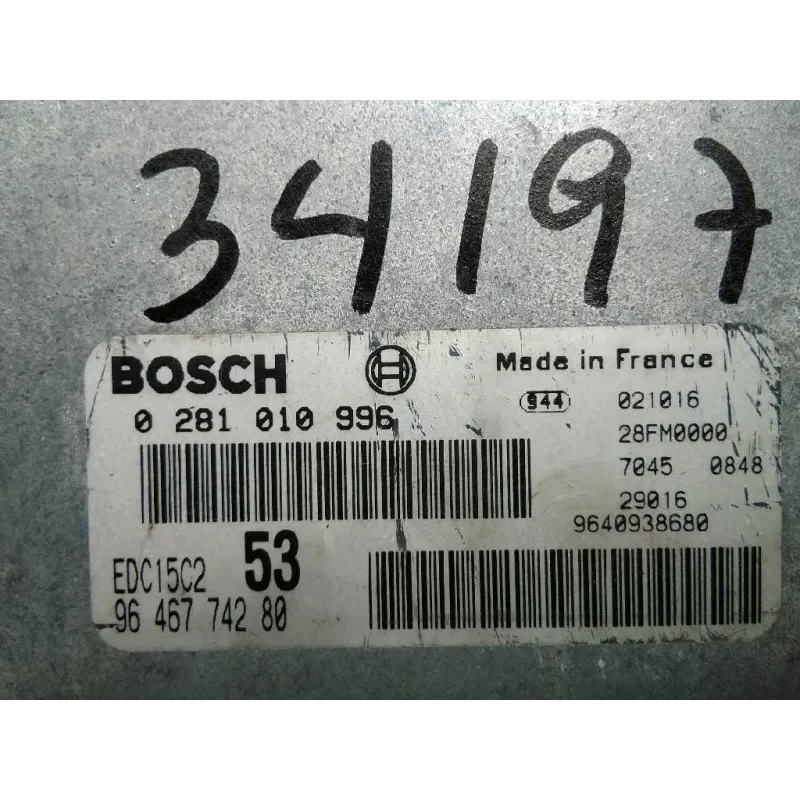 34197
BOSCH
Made in France
0 281 010 996
944 021016
28FM0000
7045 0848
29016
9640938680
EDC15C2 53
96 467 742 80